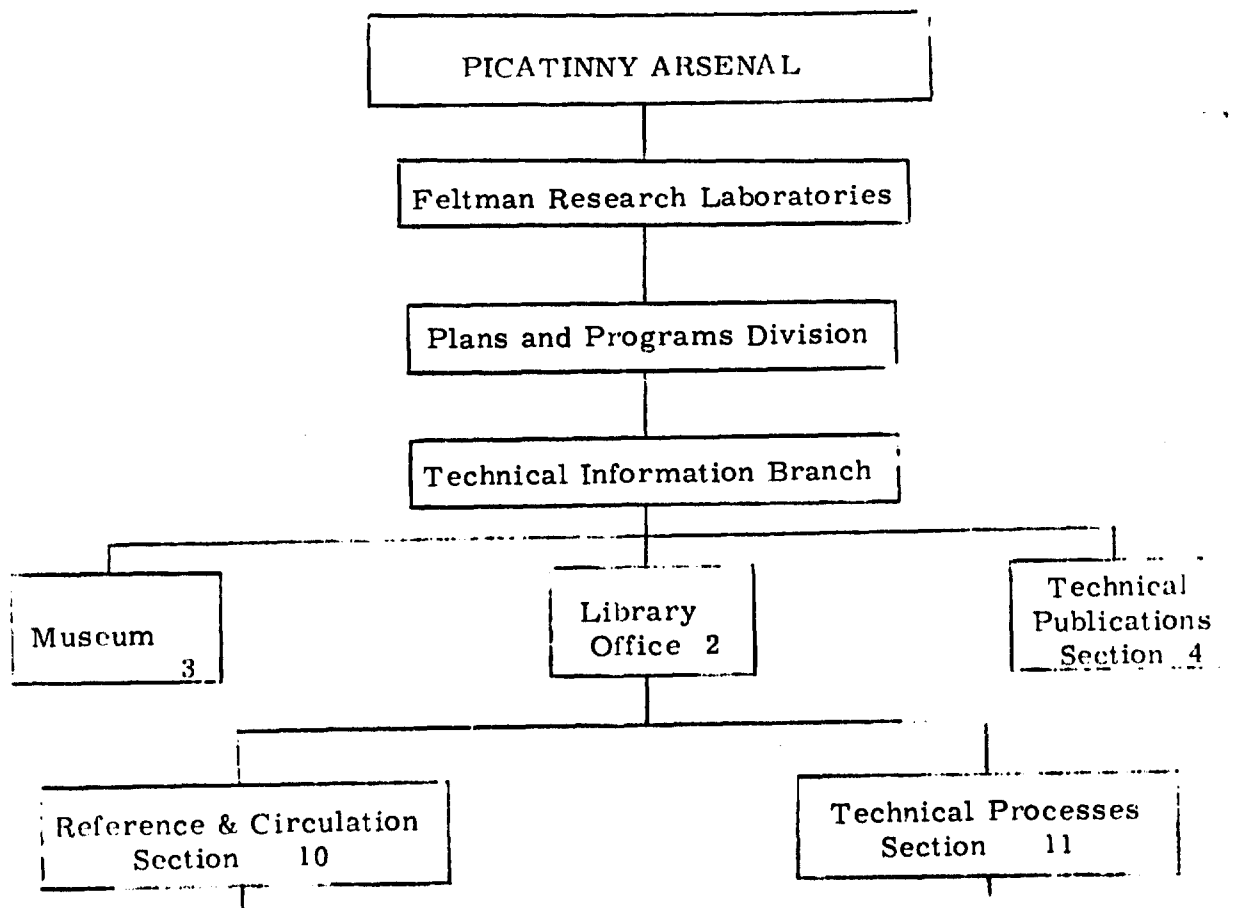 PICATINNY ARSENAL
Feltman Research Laboratories
Plans and Programs Division
Technical Information Branch
Museum
3
Library
Office 2
Technical
Publications
Section 4
Reference & Circulation
Section 10
Technical Processes
Section 11